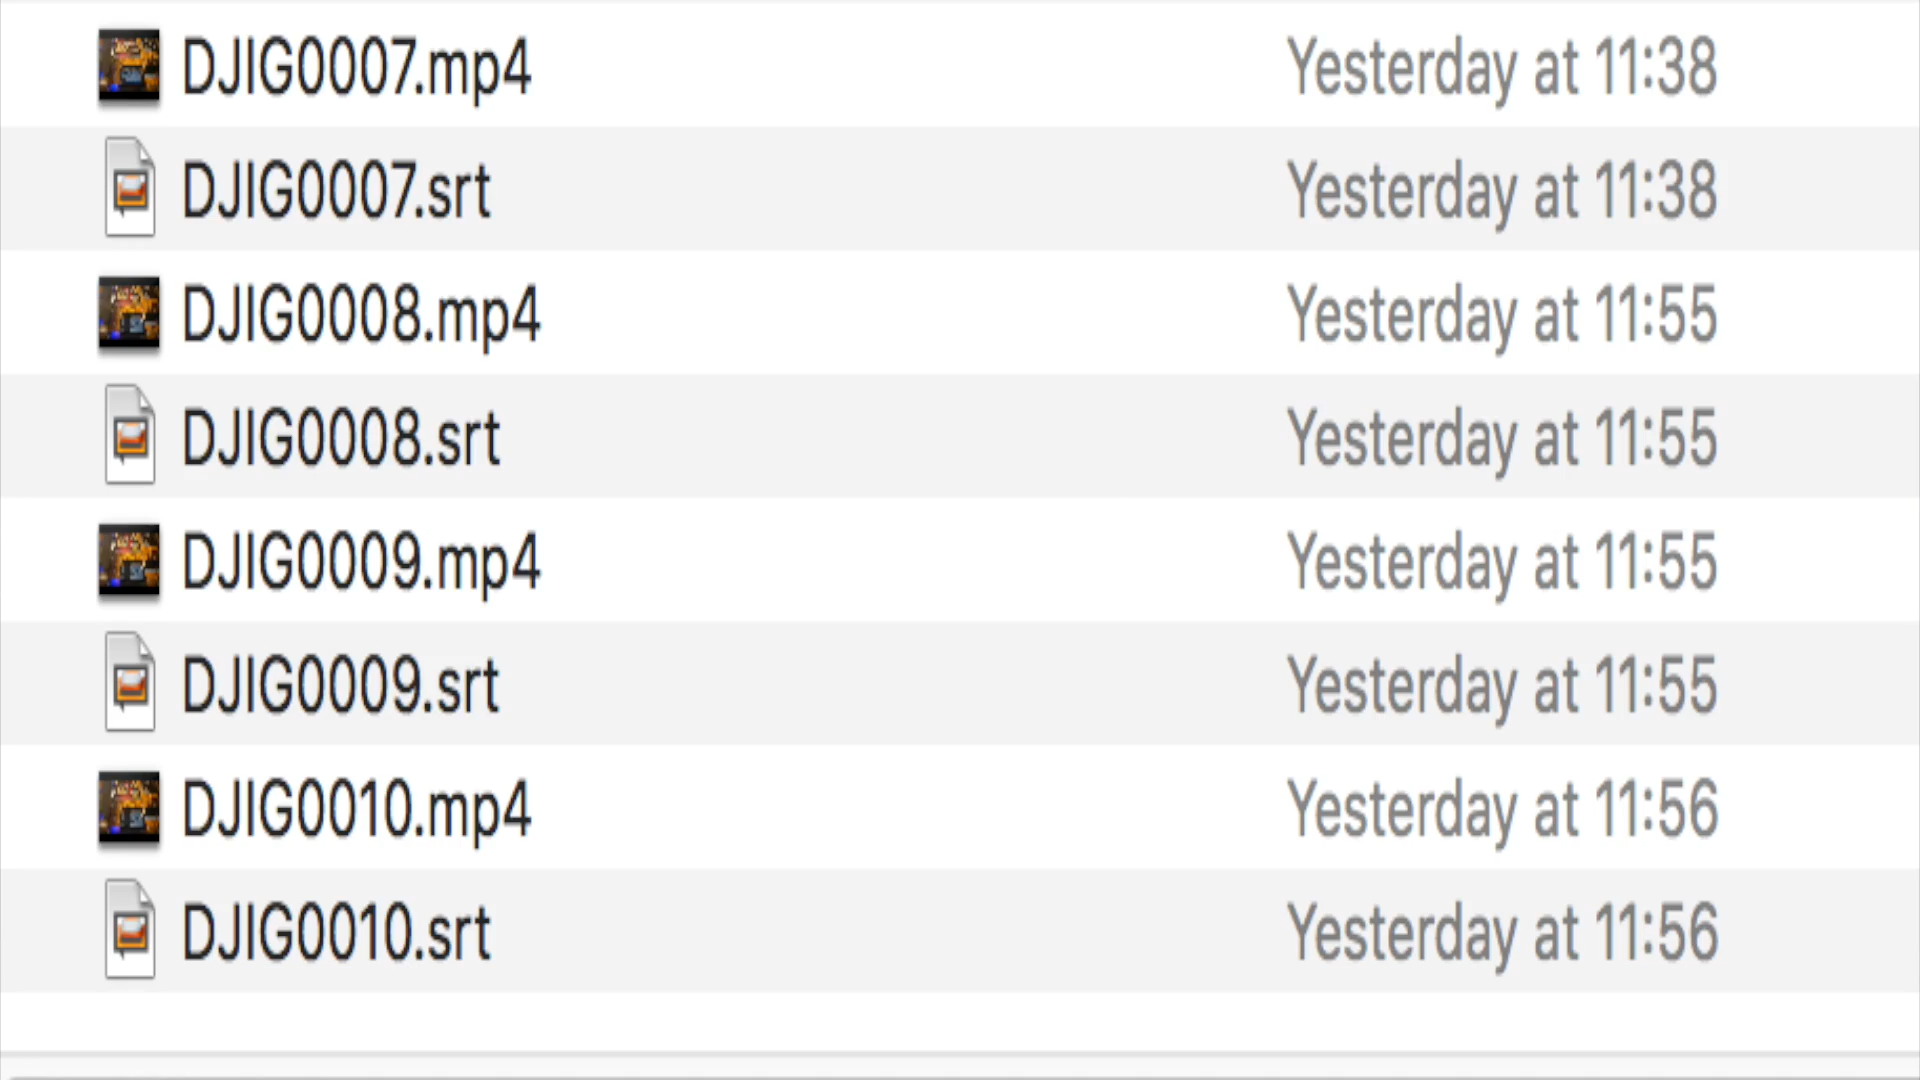 DJIG0007.mp4 Yesterday at 11:38
DJIG0007.srt Yesterday at 11:38
DJIG0008.mp4 Yesterday at 11:55
DJIG0008.srt Yesterday at 11:55
DJIG0009.mp4 Yesterday at 11:55
DJIG0009.srt Yesterday at 11:55
DJIG0010.mp4 Yesterday at 11:56
DJIG0010.srt Yesterday at 11:56